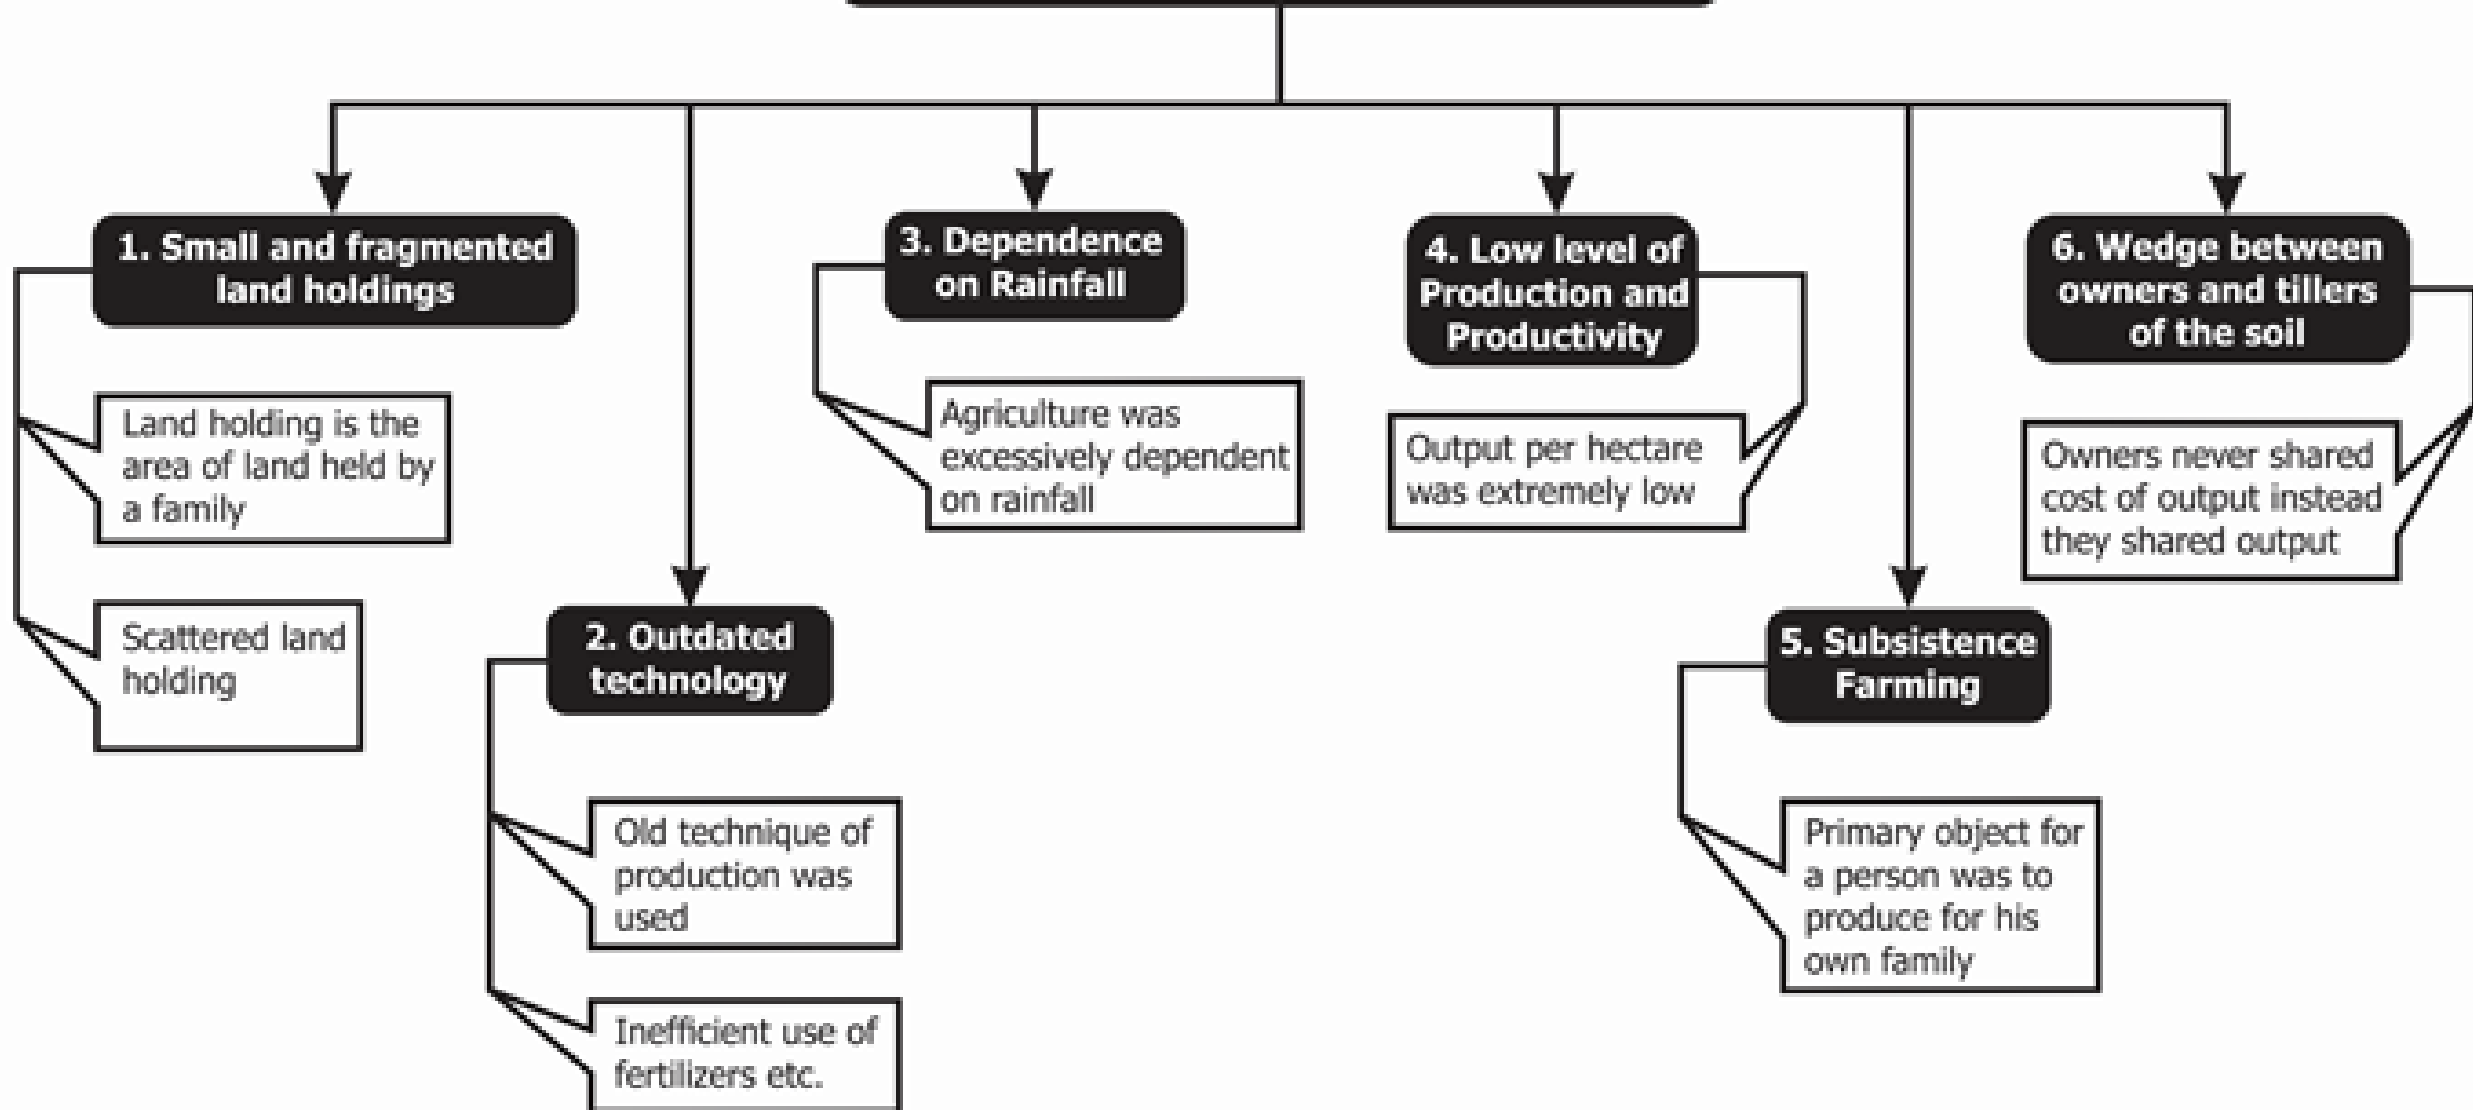 1. Small and fragmented
land holdings
Land holding is the
area of land held by
a family
Scattered land
holding
2. Outdated
technology
Old technique of
production was
used
Inefficient use of
fertilizers etc.
3. Dependence
on Rainfall
Agriculture was
excessively dependent
on rainfall
4. Low level of
Production and
Productivity
Output per hectare
was extremely low
5. Subsistence
Farming
Primary object for
a person was to
produce for his
own family
6. Wedge between
owners and tillers
of the soil
Owners never shared
cost of output instead
they shared output